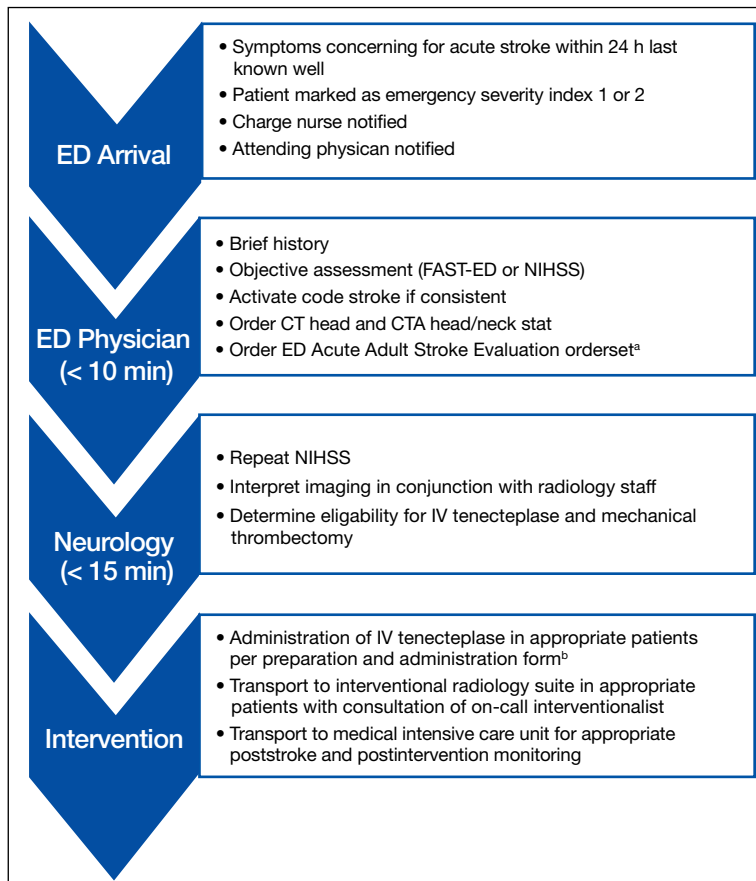 ED Arrival
• Symptoms concerning for acute stroke within 24 h last
known well
• Patient marked as emergency severity index 1 or 2
• Charge nurse notified
• Attending physican notified
ED Physician
(< 10 min)
• Brief history
• Objective assessment (FAST-ED or NIHSS)
• Activate code stroke if consistent
• Order CT head and CTA head/neck stat
• Order ED Acute Adult Stroke Evaluation ordersetᵃ
Neurology
(< 15 min)
• Repeat NIHSS
• Interpret imaging in conjunction with radiology staff
• Determine eligability for IV tenecteplase and mechanical
thrombectomy
Intervention
• Administration of IV tenecteplase in appropriate patients
per preparation and administration formᵇ
• Transport to interventional radiology suite in appropriate
patients with consultation of on-call interventionalist
• Transport to medical intensive care unit for appropriate
poststroke and postintervention monitoring